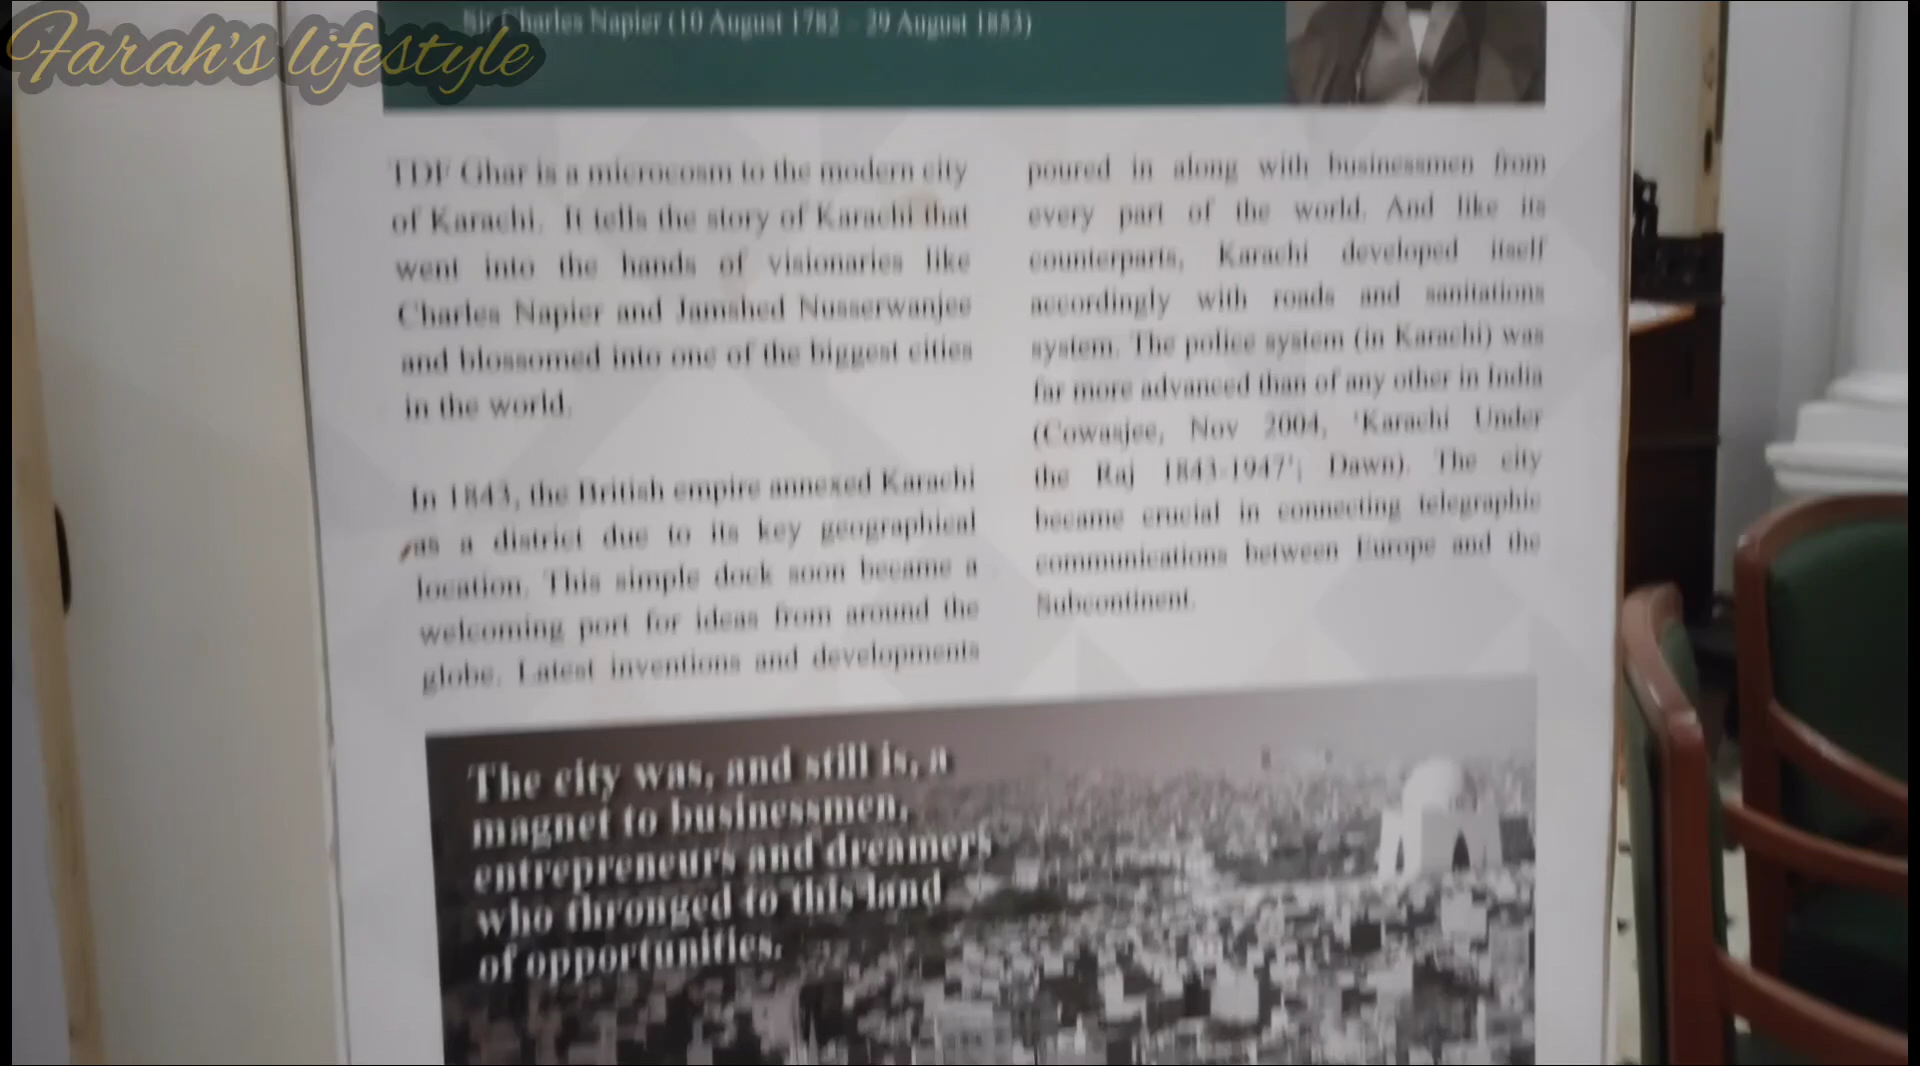 Farah's lifestyle
Sir Charles Napier (10 August 1782 - 29 August 1853)
TDF Ghar is a microcosm to the modern city
of Karachi. It tells the story of Karachi that
went into the hands of visionaries like
Charles Napier and Jamshed Nusserwanjee
and blossomed into one of the biggest cities
in the world.
In 1843, the British empire annexed Karachi
as a district due to its key geographical
location. This simple dock soon became a
welcoming port for ideas from around the
globe. Latest inventions and developments
poured in along with businessmen from
every part of the world. And like its
counterparts, Karachi developed itself
accordingly with roads and sanitations
system. The police system (in Karachi) was
far more advanced than of any other in India
(Cowasjee, Nov 2004, 'Karachi Under
the Raj 1843-1947'; Dawn). The city
became crucial in connecting telegraphic
communications between Europe and the
Subcontinent.
The city was, and still is, a
magnet to businessmen,
entrepreneurs and dreamers
who thronged to this land
of opportunities.